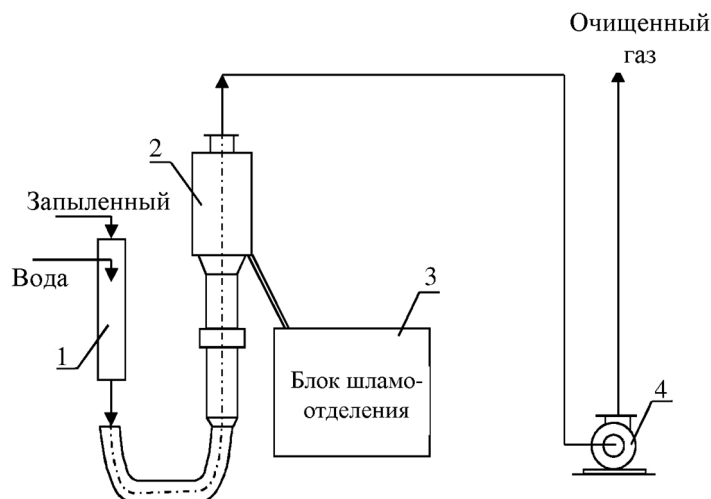 Очищенный
газ
2
Запыленный
Вода
3
1
Блок шламо-
отделения
4